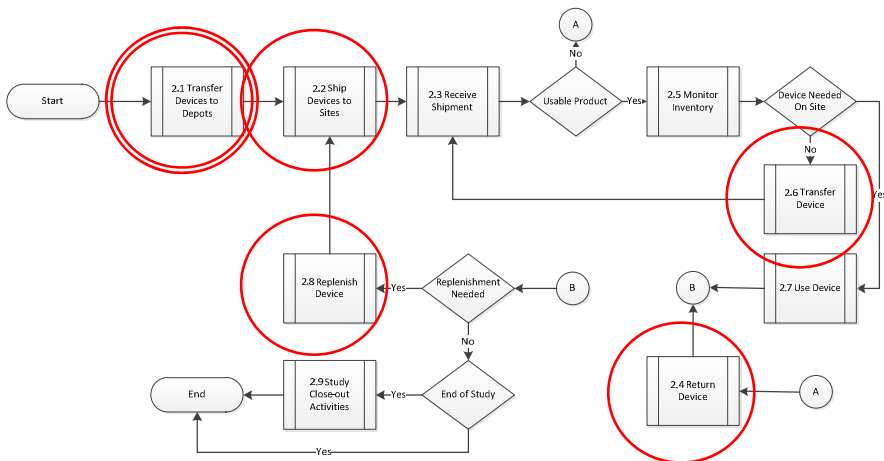 A
No
Start
2.1 Transfer
Devices to
Depots
2.2 Ship
Devices to
Sites
2.3 Receive
Shipment
Usable Product
Yes
2.5 Monitor
Inventory
Device Needed
On Site
No
2.6 Transfer
Device
Yes
2.8 Replenish
Device
Yes
Replenishment
Needed
B
B
2.7 Use Device
No
End
2.9 Study
Close-out
Activities
Yes
End of Study
2.4 Return
Device
A
Yes